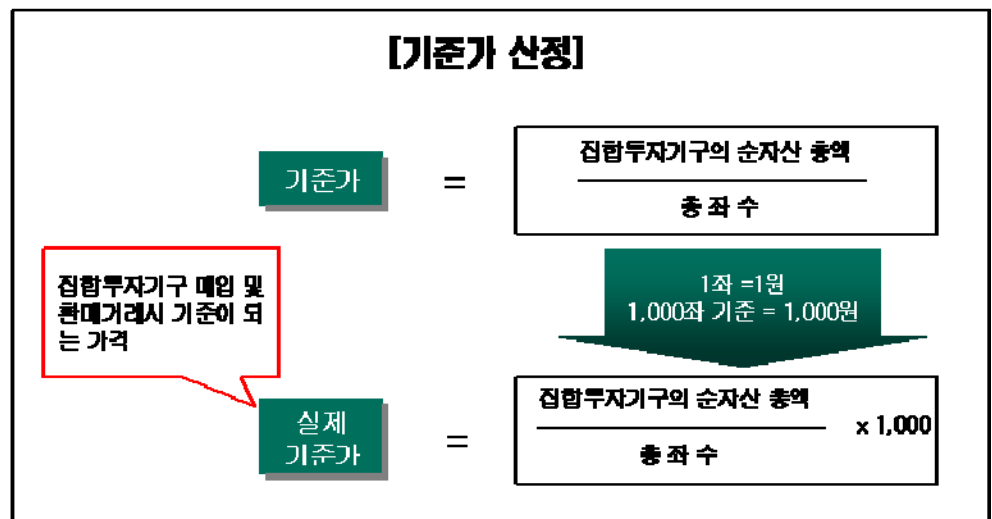 [기준가 산정]
기준가
=
집합투자기구의 순자산 총액
총 좌 수
집합투자기구 매입 및
판매거래시 기준이 되
는 가격
1좌 =1원
1,000좌 기준 = 1,000원
실제
기준가
=
집합투자기구의 순자산 총액
총 좌 수
x 1,000